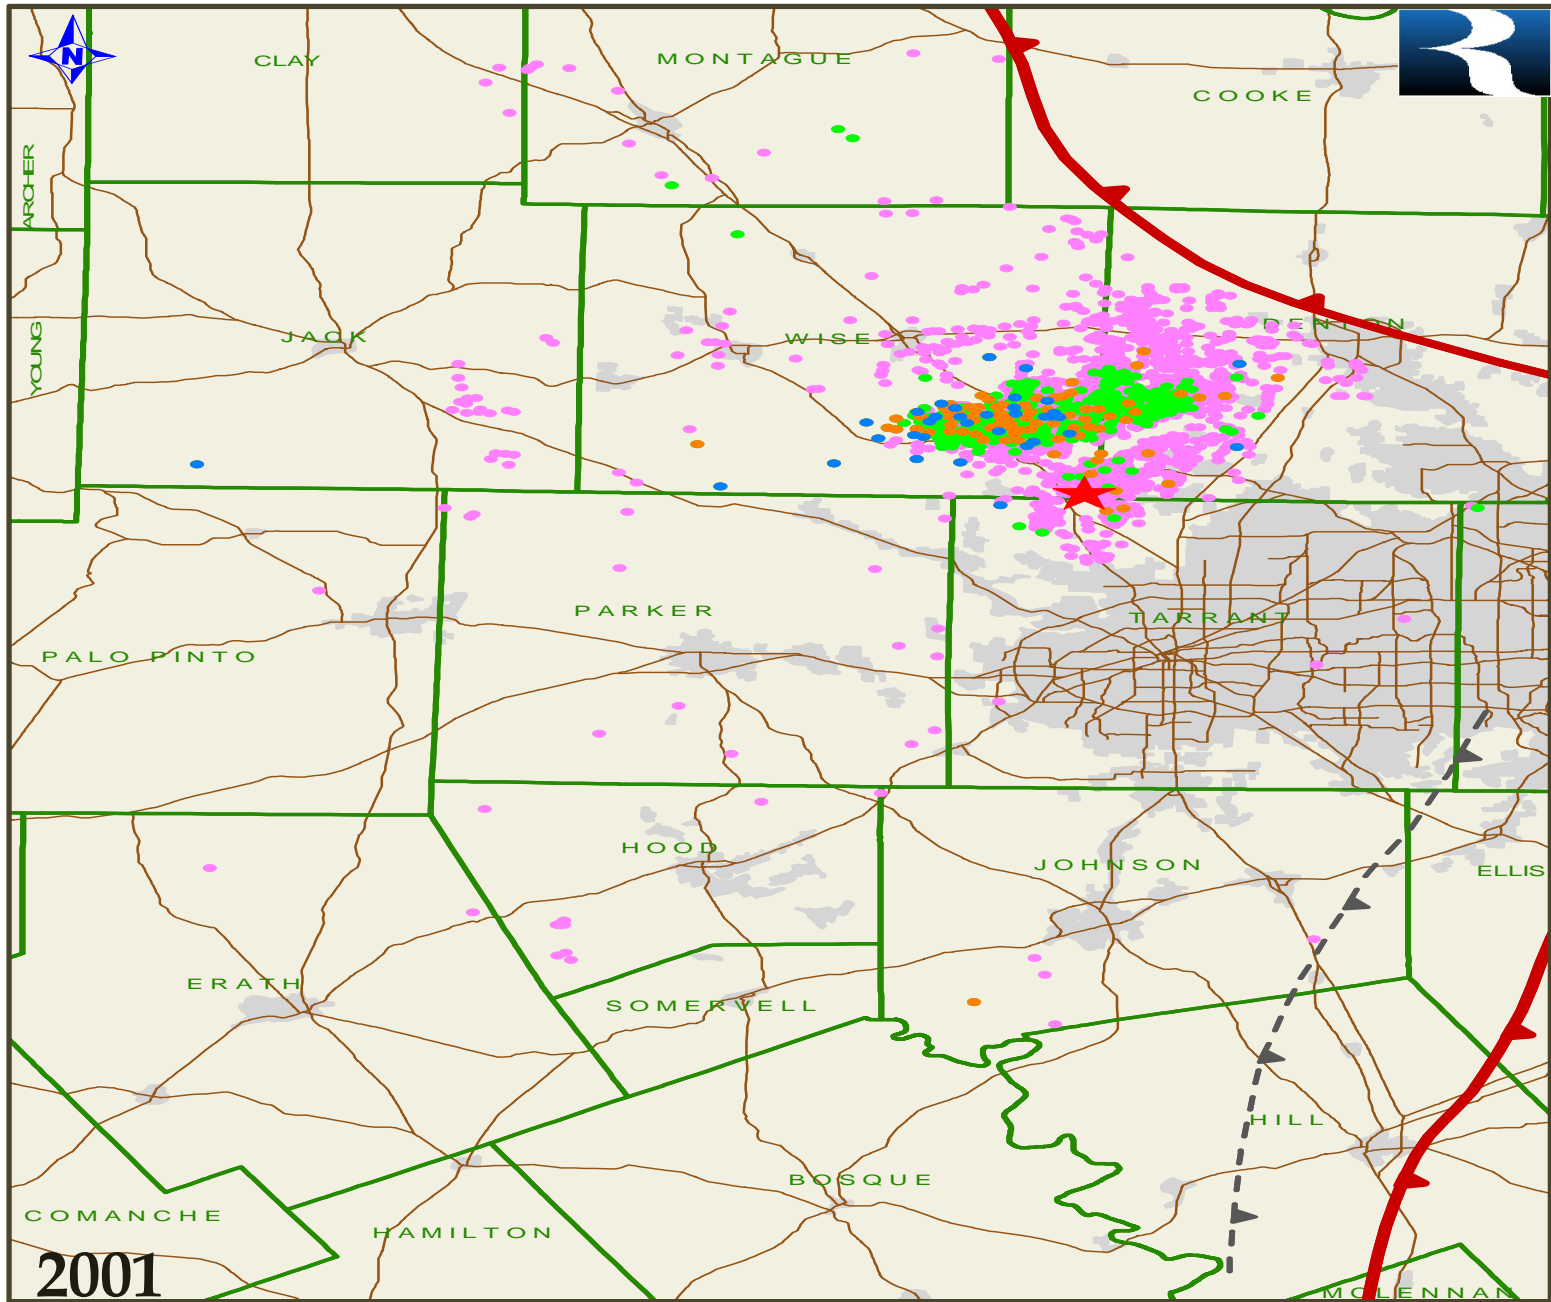 N
CLAY
MONTAGUE
COOKE
ARCHER
JACK
WISE
DENTON
YOUNG
PARKER
TARRANT
PALO PINTO
HOOD
JOHNSON
ELLIS
ERATH
SOMERVELL
HILL
BOSQUE
COMANCHE
HAMILTON
2001
MCLENNAN